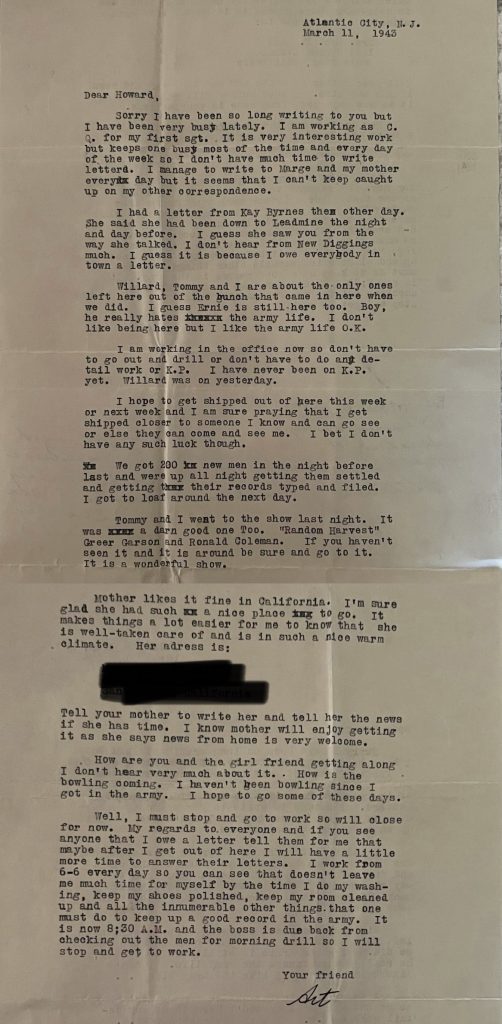 Atlantic City, N.J.
March 11, 1943
Dear Howard,
Sorry I have been so long writing to you but
I have been very busy lately. I am working as C.
Q. for my first sgt. It is very interesting work
but keeps one busy most of the time and every day
of the week so I don't have much time to write
letterd. I manage to write to Marge and my mother
every day but it seems that I can't keep caught
up on my other correspondence.
I had a letter from Kay Byrnes them other day.
She said she had been down to Leadmine the night
and day before. I guess she saw you from the
way she talked. I don't hear from New Diggings
much. I guess it is because I owe everybody in
town a letter.
Willard, Tommy and I are about the only ones
left here out of the bunch that came in here when
we did. I guess Ernie is still here too. Boy,
he really hates the army life. I don't
like being here but I like the army life O.K.
I am working in the office now so don't have
to go out and drill or don't have to do any de-
tail work or K.P. I have never been on K.P.
yet. Willard was on yesterday.
I hope to get shipped out of here this week
or next week and I am sure praying that I get
shipped closer to someone I know and can go see
or else they can come and see me. I bet I don't
have any such luck though.
We got 200 new men in the night before
last and were up all night getting them settled
and getting their records typed and filed.
I got to loaf around the next day.
Tommy and I went to the show last night. It
was a darn good one Too. "Random Harvest"
Greer Garson and Ronald Coleman. If you haven't
seen it and it is around be sure and go to it.
It is a wonderful show.
Mother likes it fine in California. I'm sure
glad she had such a nice place to go. It
makes things a lot easier for me to know that she
is well-taken care of and is in such a nice warm
climate. Her adress is:
California
Tell your mother to write her and tell her the news
if she has time. I know mother will enjoy getting
it as she says news from home is very welcome.
How are you and the girl friend getting along
I don't hear very much about it. How is the
bowling coming. I haven't been bowling since I
got in the army. I hope to go some of these days.
Well, I must stop and go to work so will close
for now. My regards to everyone and if you see
anyone that I owe a letter tell them for me that
maybe after I get out of here I will have a little
more time to answer their letters. I work from
6-6 every day so you can see that doesn't leave
me much time for myself by the time I do my wash-
ing, keep my shoes polished, keep my room cleaned
up and all the innumerable other things that one
must do to keep up a good record in the army. It
is now 8;30 A.M. and the boss is due back from
checking out the men for morning drill so I will
stop and get to work.
Your friend
Art